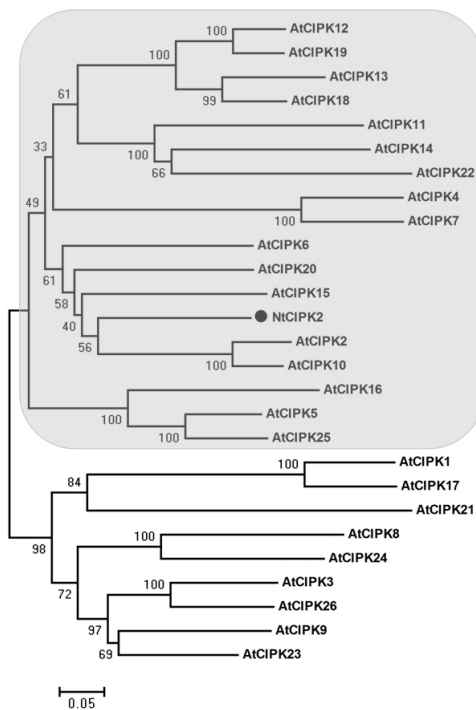 100 AtCIPK12
AtCIPK19
100
AtCIPK13
99 AtCIPK18
61
AtCIPK11
100 AtCIPK14
66 AtCIPK22
33
AtCIPK4
100 AtCIPK7
49
AtCIPK6
61 AtCIPK20
58 AtCIPK15
40 NtCIPK2
56 AtCIPK2
100 AtCIPK10
AtCIPK16
100 AtCIPK5
100 AtCIPK25
100 AtCIPK1
AtCIPK17
84
AtCIPK21
98
100 AtCIPK8
AtCIPK24
72
100 AtCIPK3
AtCIPK26
97 AtCIPK9
69 AtCIPK23
0.05